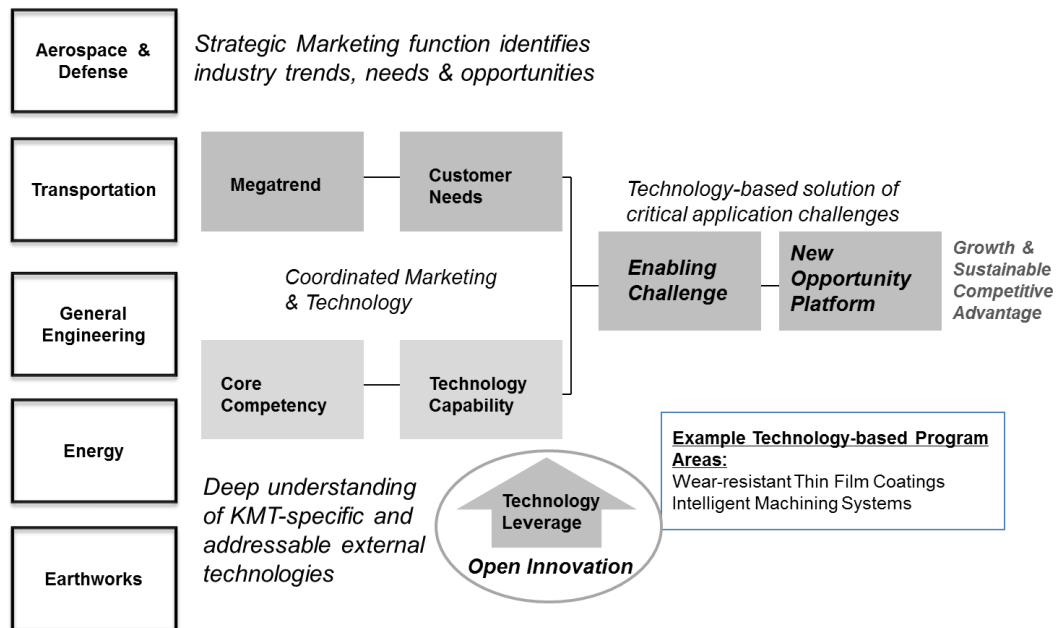 Aerospace &
Defense
Strategic Marketing function identifies
industry trends, needs & opportunities
Transportation
Megatrend
Customer
Needs
Technology-based solution of
critical application challenges
Enabling
Challenge
New
Opportunity
Platform
Growth &
Sustainable
Competitive
Advantage
Coordinated Marketing
& Technology
General
Engineering
Core
Competency
Technology
Capability
Energy
Example Technology-based Program
Areas:
Wear-resistant Thin Film Coatings
Intelligent Machining Systems
Deep understanding
of KMT-specific and
addressable external
technologies
Technology
Leverage
Open Innovation
Earthworks